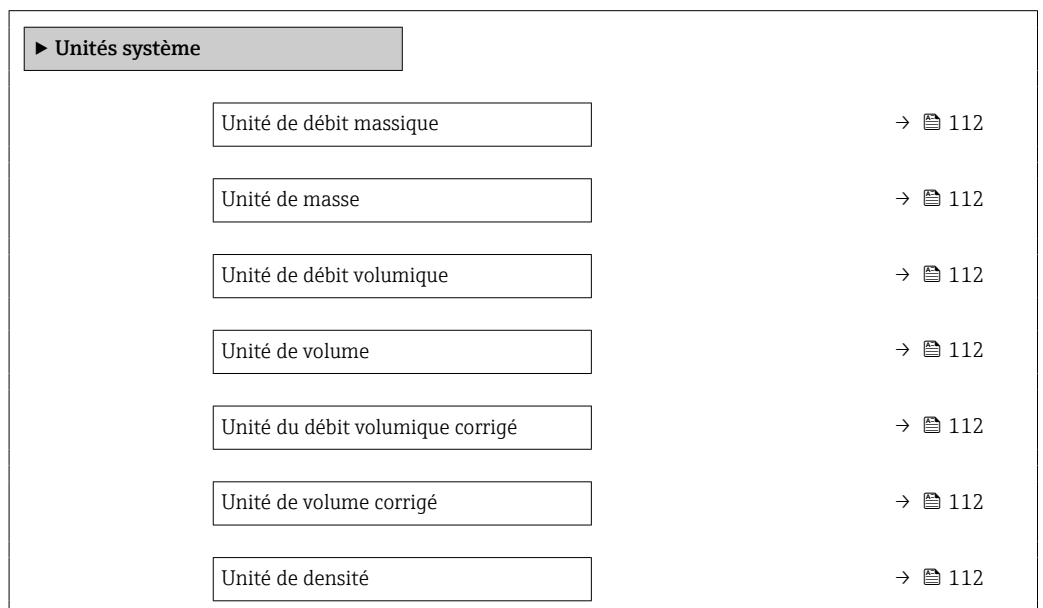 ▶ Unités système
Unité de débit massique → 112
Unité de masse → 112
Unité de débit volumique → 112
Unité de volume → 112
Unité du débit volumique corrigé → 112
Unité de volume corrigé → 112
Unité de densité → 112